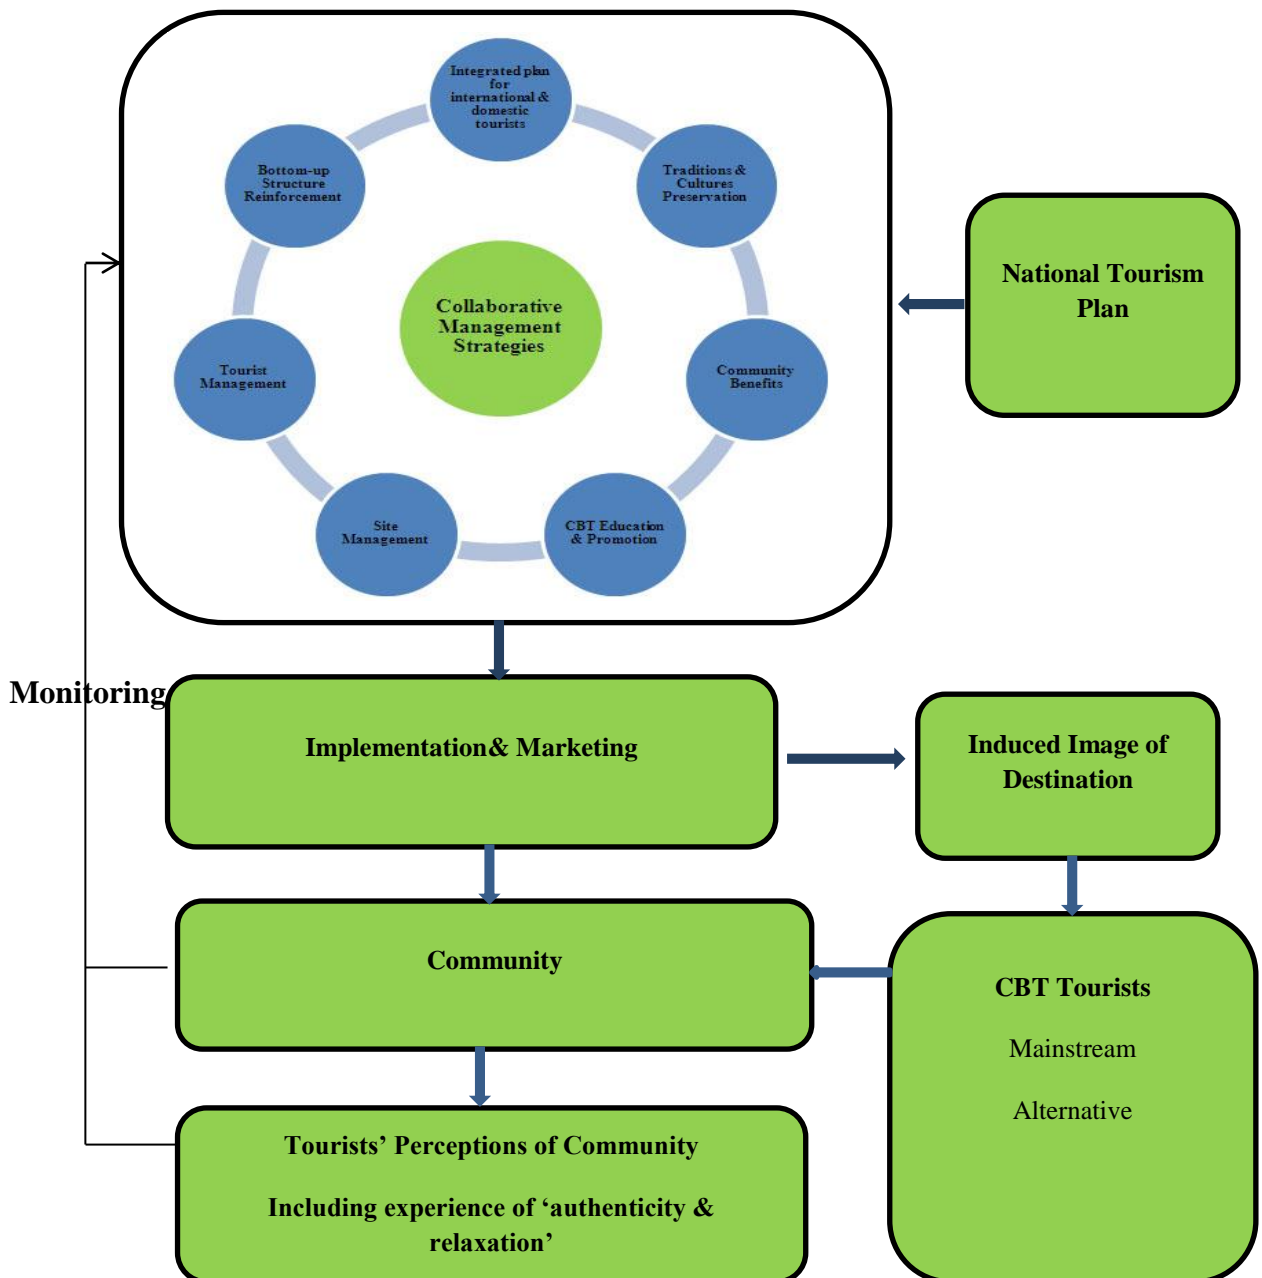 Integrated plan
for
international &
domestic
tourists
Bottom-up
Structure
Reinforcement
Traditions &
Cultures
Preservation
National Tourism
Plan
Collaborative
Management
Strategies
Tourist
Management
Community
Benefits
Site
Management
CBT Education
& Promotion
Monitoring
Implementation& Marketing
Induced Image of
Destination
Community
CBT Tourists
Mainstream
Alternative
Tourists’ Perceptions of Community
Including experience of ‘authenticity &
relaxation’